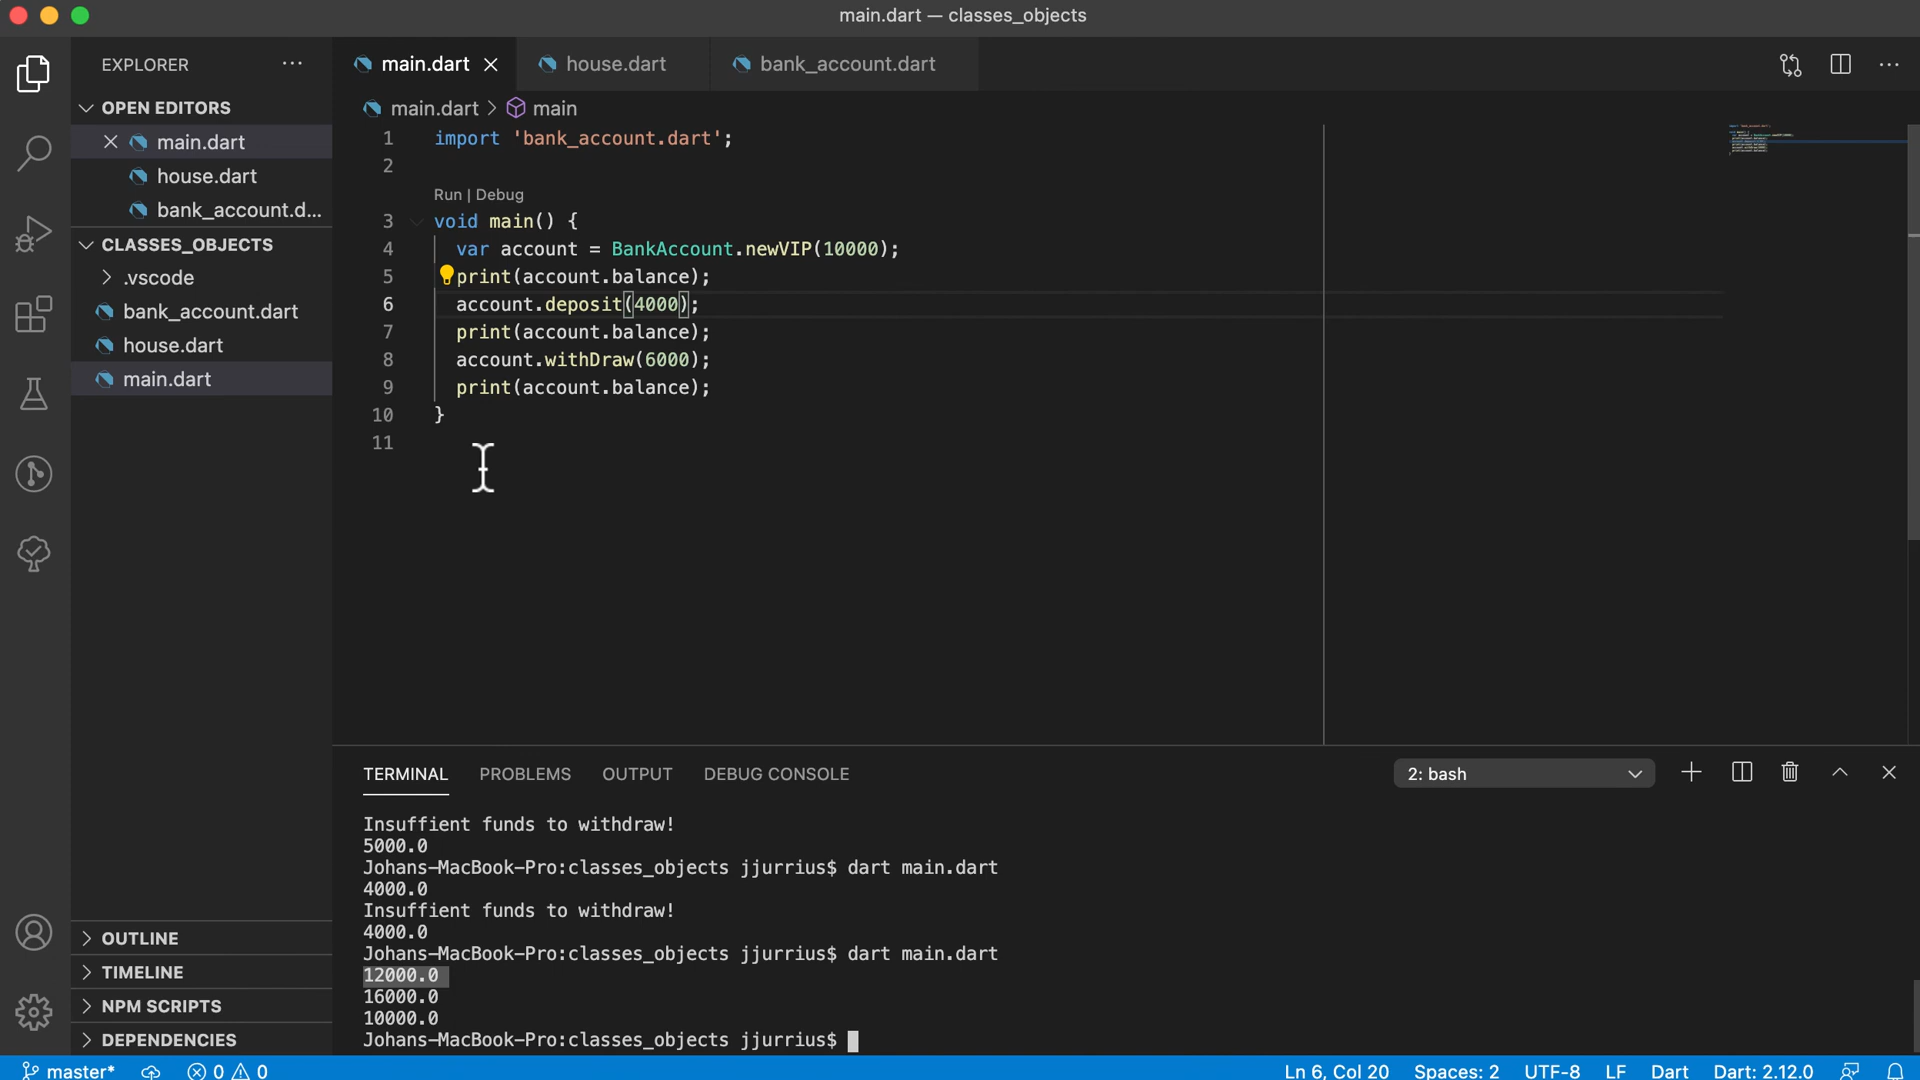 main.dart — classes_objects
EXPLORER
main.dart
house.dart
bank_account.dart
OPEN EDITORS
main.dart
house.dart
bank_account.d...
CLASSES_OBJECTS
.vscode
bank_account.dart
house.dart
main.dart
OUTLINE
TIMELINE
NPM SCRIPTS
DEPENDENCIES
main.dart > main
1 import 'bank_account.dart';
2
Run | Debug
3 void main() {
4 var account = BankAccount.newVIP(10000);
5 print(account.balance);
6 account.deposit(4000);
7 print(account.balance);
8 account.withDraw(6000);
9 print(account.balance);
10 }
11
TERMINAL PROBLEMS OUTPUT DEBUG CONSOLE
2: bash
Insuffient funds to withdraw!
5000.0
Johans-MacBook-Pro:classes_objects jjurrius$ dart main.dart
4000.0
Insuffient funds to withdraw!
4000.0
Johans-MacBook-Pro:classes_objects jjurrius$ dart main.dart
12000.0
16000.0
10000.0
Johans-MacBook-Pro:classes_objects jjurrius$
master* 0 0 Ln 6, Col 20 Spaces: 2 UTF-8 LF Dart Dart: 2.12.0